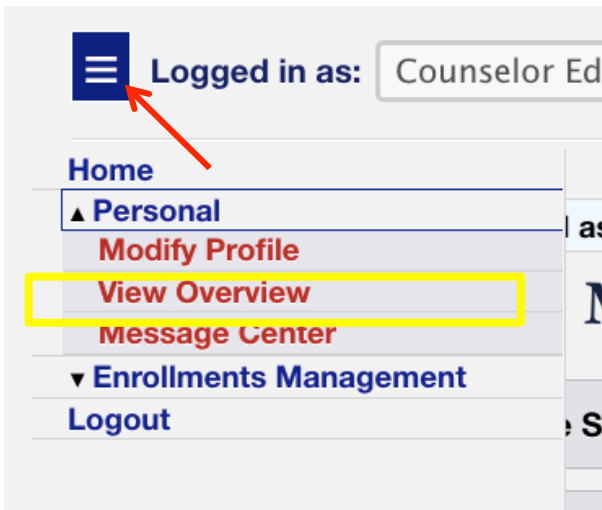 Logged in as: Counselor Ed
Home
▲ Personal
Modify Profile
View Overview
Message Center
▼ Enrollments Management
Logout